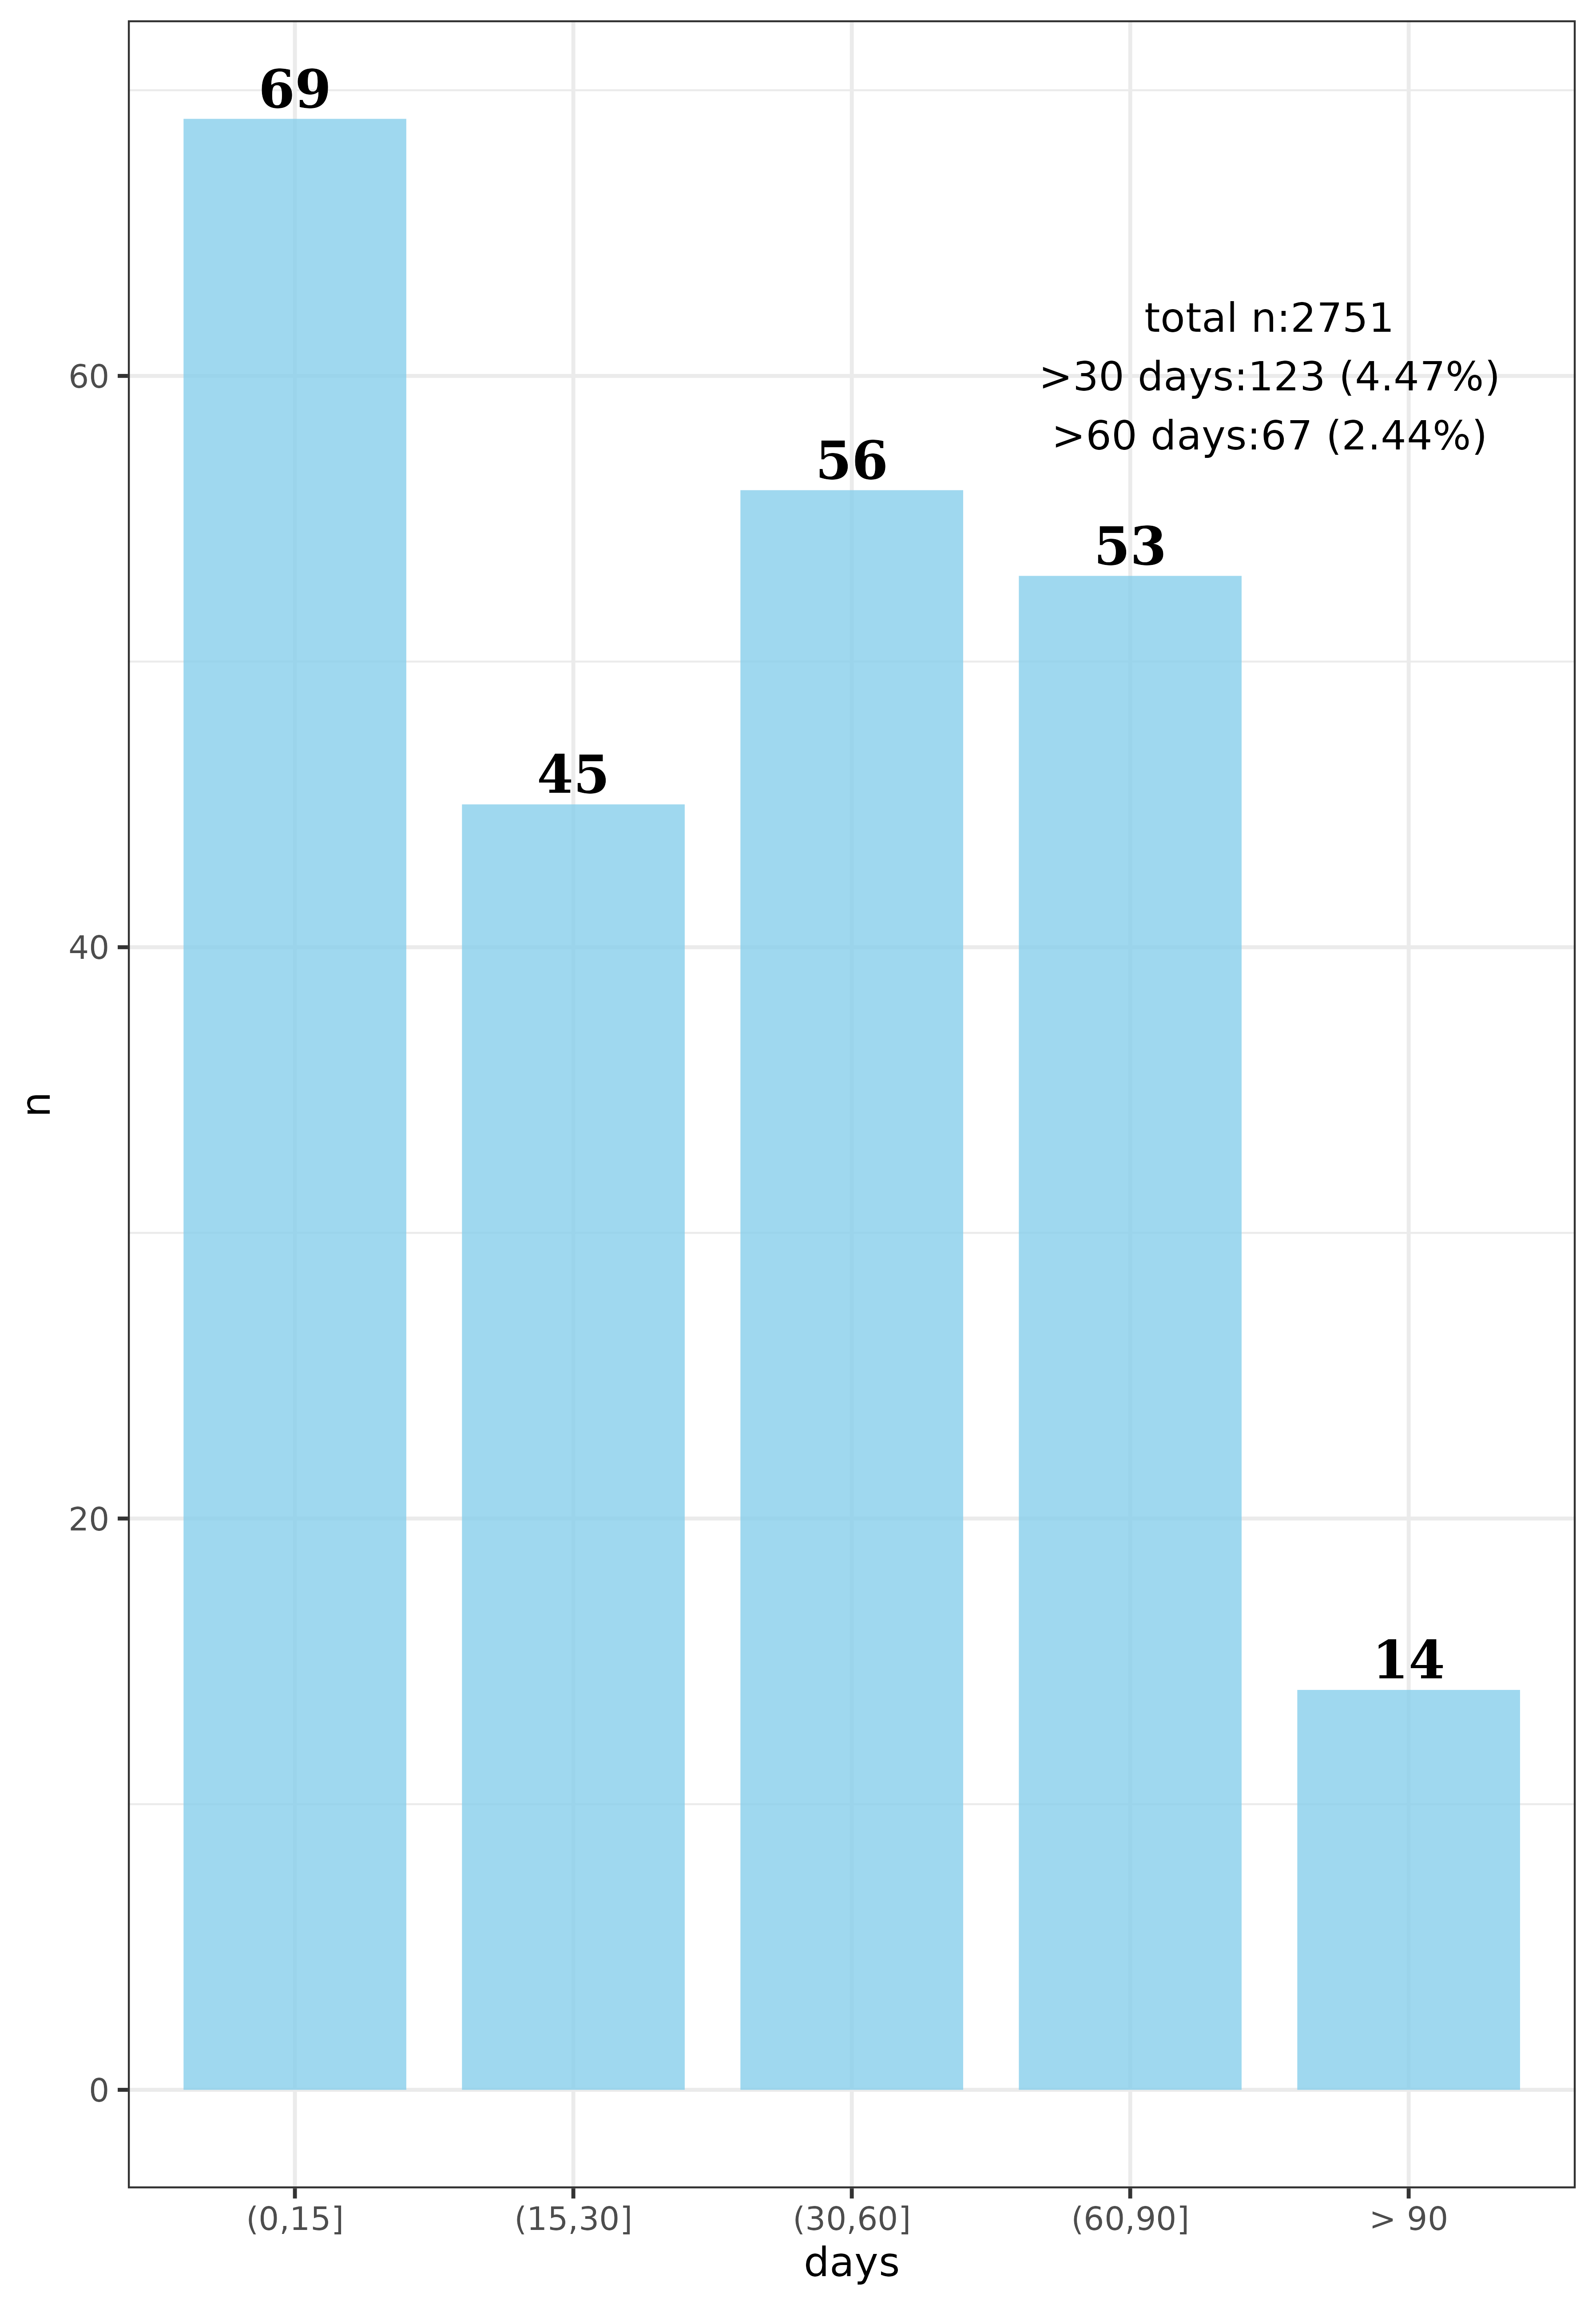 69
total n:2751
60
>30 days:123 (4.47%)
>60 days:67 (2.44%)
56
53
45
40
n
20
14
0
(0,15]
(15,30]
(30,60]
(60,90]
> 90
days